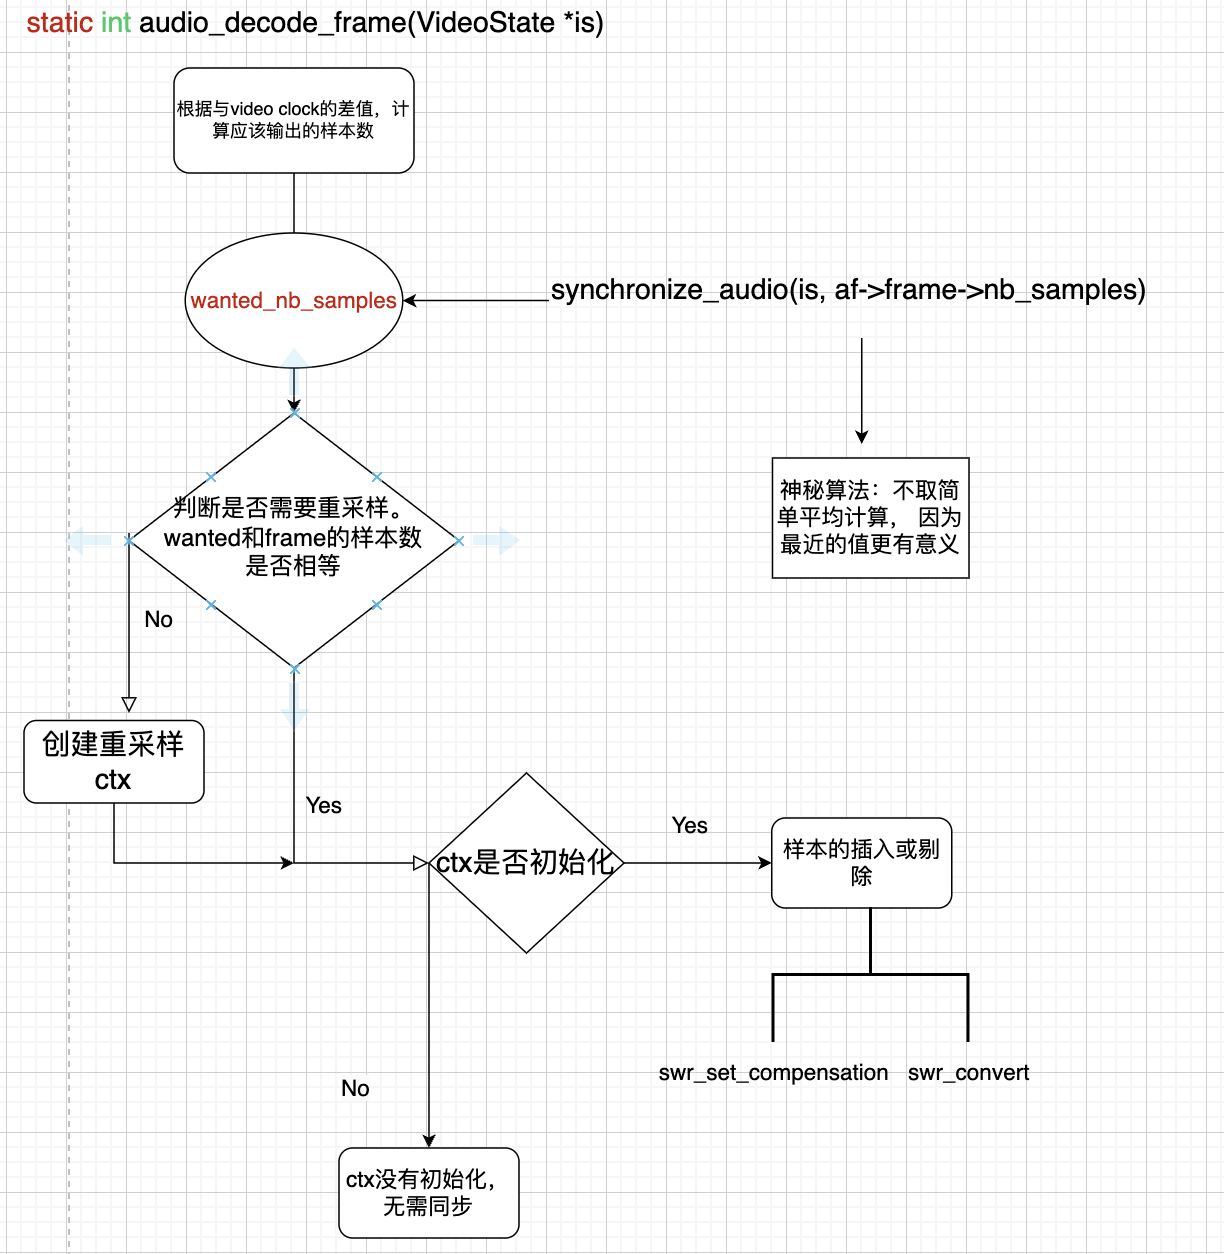 static int audio_decode_frame(VideoState *is)
根据与video clock的差值，计
算应该输出的样本数
wanted_nb_samples
synchronize_audio(is, af->frame->nb_samples)
神秘算法：不取简
单平均计算， 因为
最近的值更有意义
判断是否需要重采样。
wanted和frame的样本数
是否相等
No
创建重采样
ctx
Yes
ctx是否初始化
Yes
样本的插入或剔
除
swr_set_compensation
swr_convert
No
ctx没有初始化，
无需同步